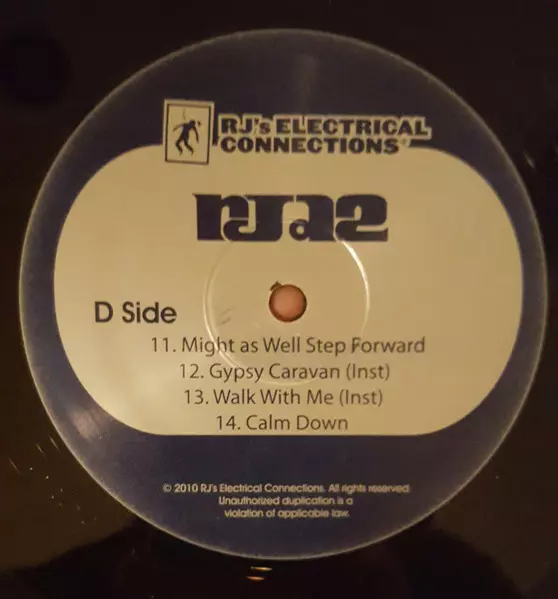 RJ's ELECTRICAL
CONNECTIONS
rjd2
D Side
11. Might as Well Step Forward
12. Gypsy Caravan (Inst)
13. Walk With Me (Inst)
14. Calm Down
© 2010 RJ's Electrical Connections. All rights reserved.
Unauthorized duplication is a
violation of applicable law.